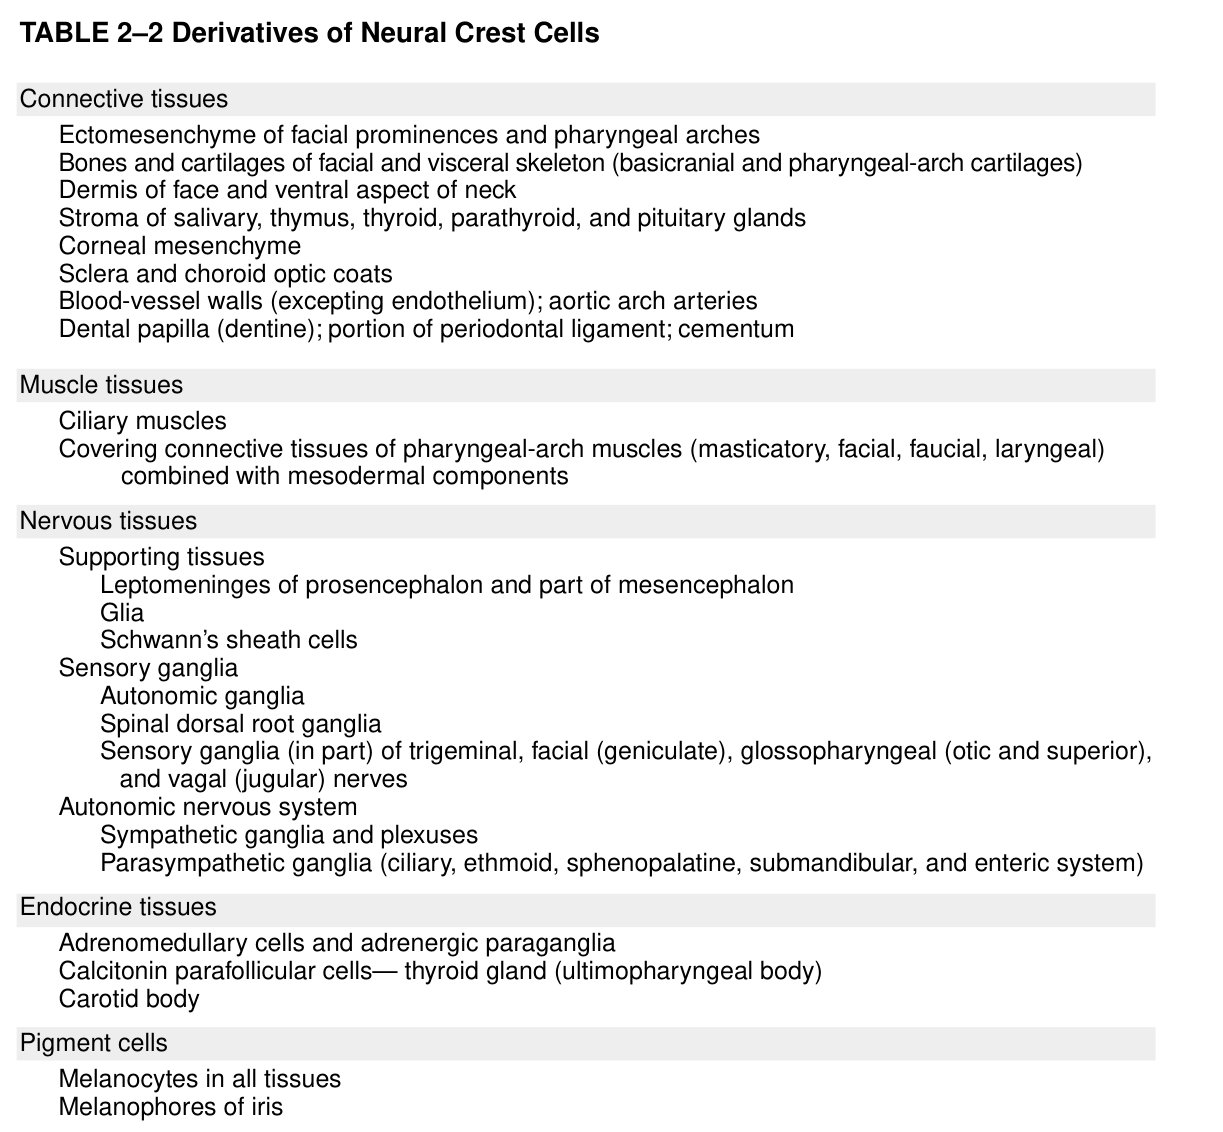 TABLE 2–2 Derivatives of Neural Crest Cells
Connective tissues
Ectomesenchyme of facial prominences and pharyngeal arches
Bones and cartilages of facial and visceral skeleton (basicranial and pharyngeal-arch cartilages)
Dermis of face and ventral aspect of neck
Stroma of salivary, thymus, thyroid, parathyroid, and pituitary glands
Corneal mesenchyme
Sclera and choroid optic coats
Blood-vessel walls (excepting endothelium); aortic arch arteries
Dental papilla (dentine); portion of periodontal ligament; cementum
Muscle tissues
Ciliary muscles
Covering connective tissues of pharyngeal-arch muscles (masticatory, facial, faucial, laryngeal)
combined with mesodermal components
Nervous tissues
Supporting tissues
Leptomeninges of prosencephalon and part of mesencephalon
Glia
Schwann’s sheath cells
Sensory ganglia
Autonomic ganglia
Spinal dorsal root ganglia
Sensory ganglia (in part) of trigeminal, facial (geniculate), glossopharyngeal (otic and superior),
and vagal (jugular) nerves
Autonomic nervous system
Sympathetic ganglia and plexuses
Parasympathetic ganglia (ciliary, ethmoid, sphenopalatine, submandibular, and enteric system)
Endocrine tissues
Adrenomedullary cells and adrenergic paraganglia
Calcitonin parafollicular cells— thyroid gland (ultimopharyngeal body)
Carotid body
Pigment cells
Melanocytes in all tissues
Melanophores of iris